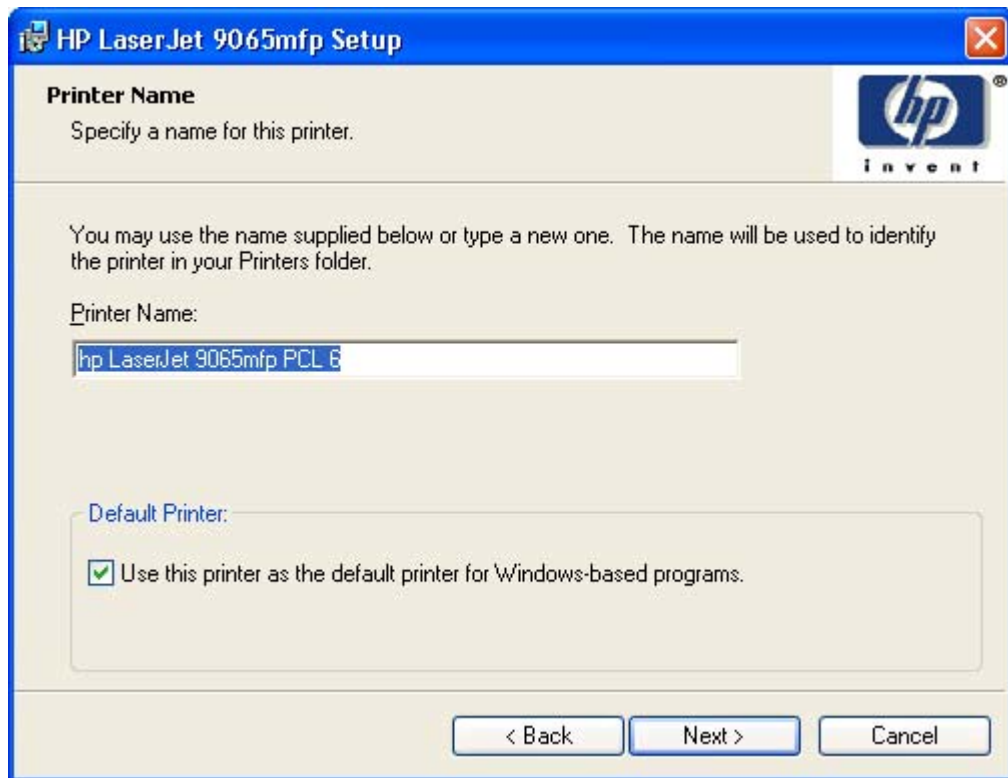 HP LaserJet 9065mfp Setup
Printer Name
Specify a name for this printer.
hp
®
invent
You may use the name supplied below or type a new one. The name will be used to identify
the printer in your Printers folder.
Printer Name:
hp LaserJet 9065mfp PCL 6
Default Printer:
Use this printer as the default printer for Windows-based programs.
< Back
Next >
Cancel